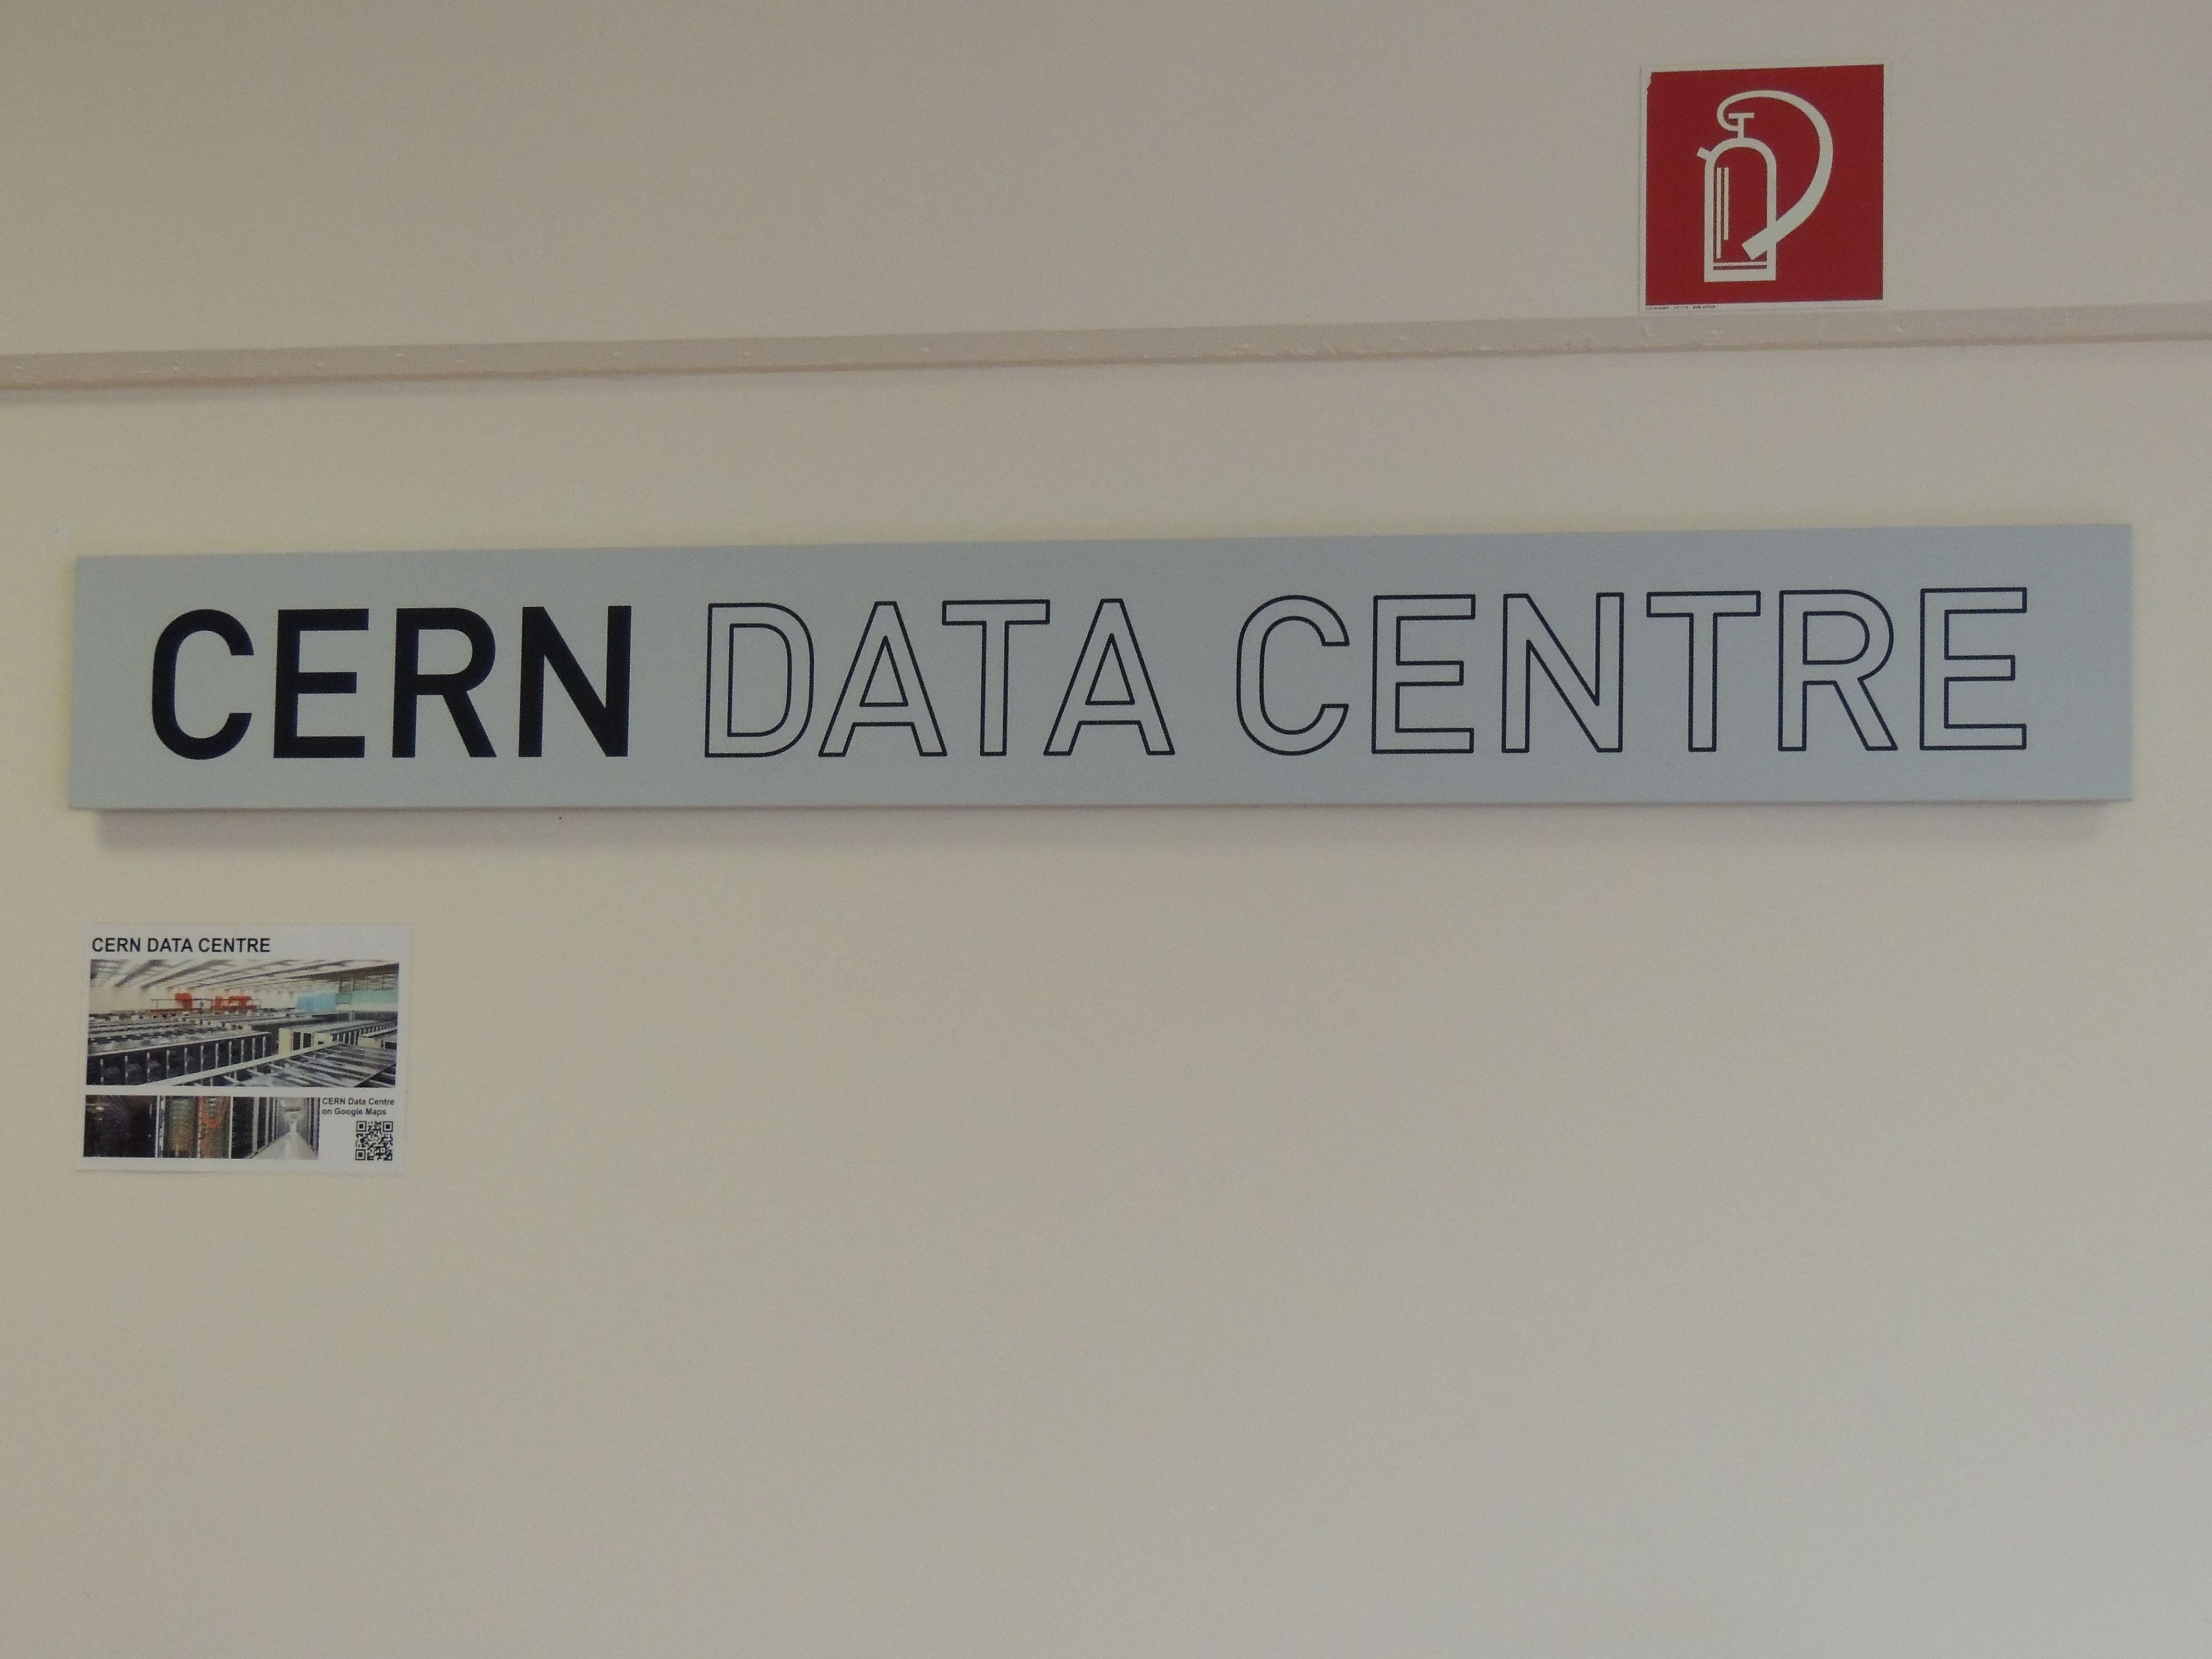 CERN DATA CENTRE
CERN DATA CENTRE
CERN Data Centre
on Google Maps